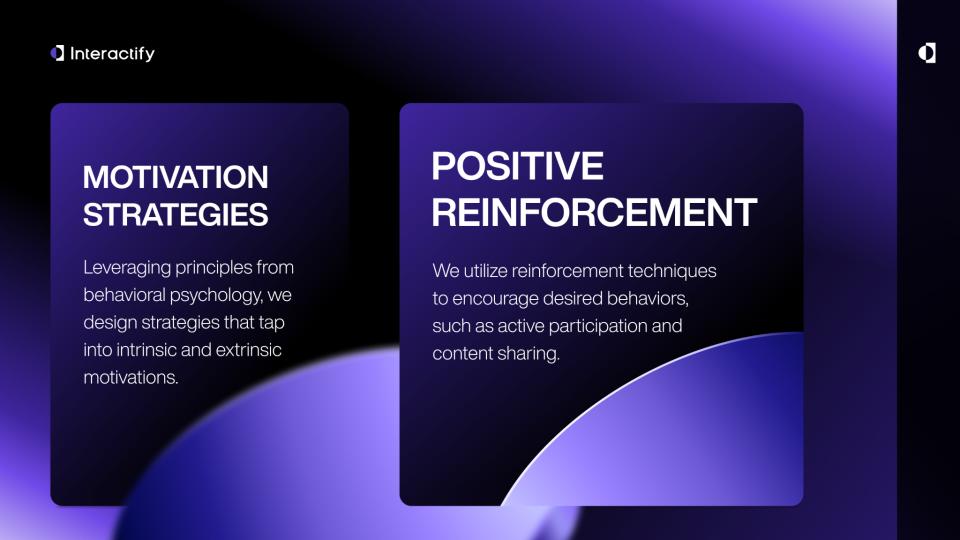 Interactify
MOTIVATION
STRATEGIES
Leveraging principles from
behavioral psychology, we
design strategies that tap
into intrinsic and extrinsic
motivations.
POSITIVE
REINFORCEMENT
We utilize reinforcement techniques
to encourage desired behaviors,
such as active participation and
content sharing.